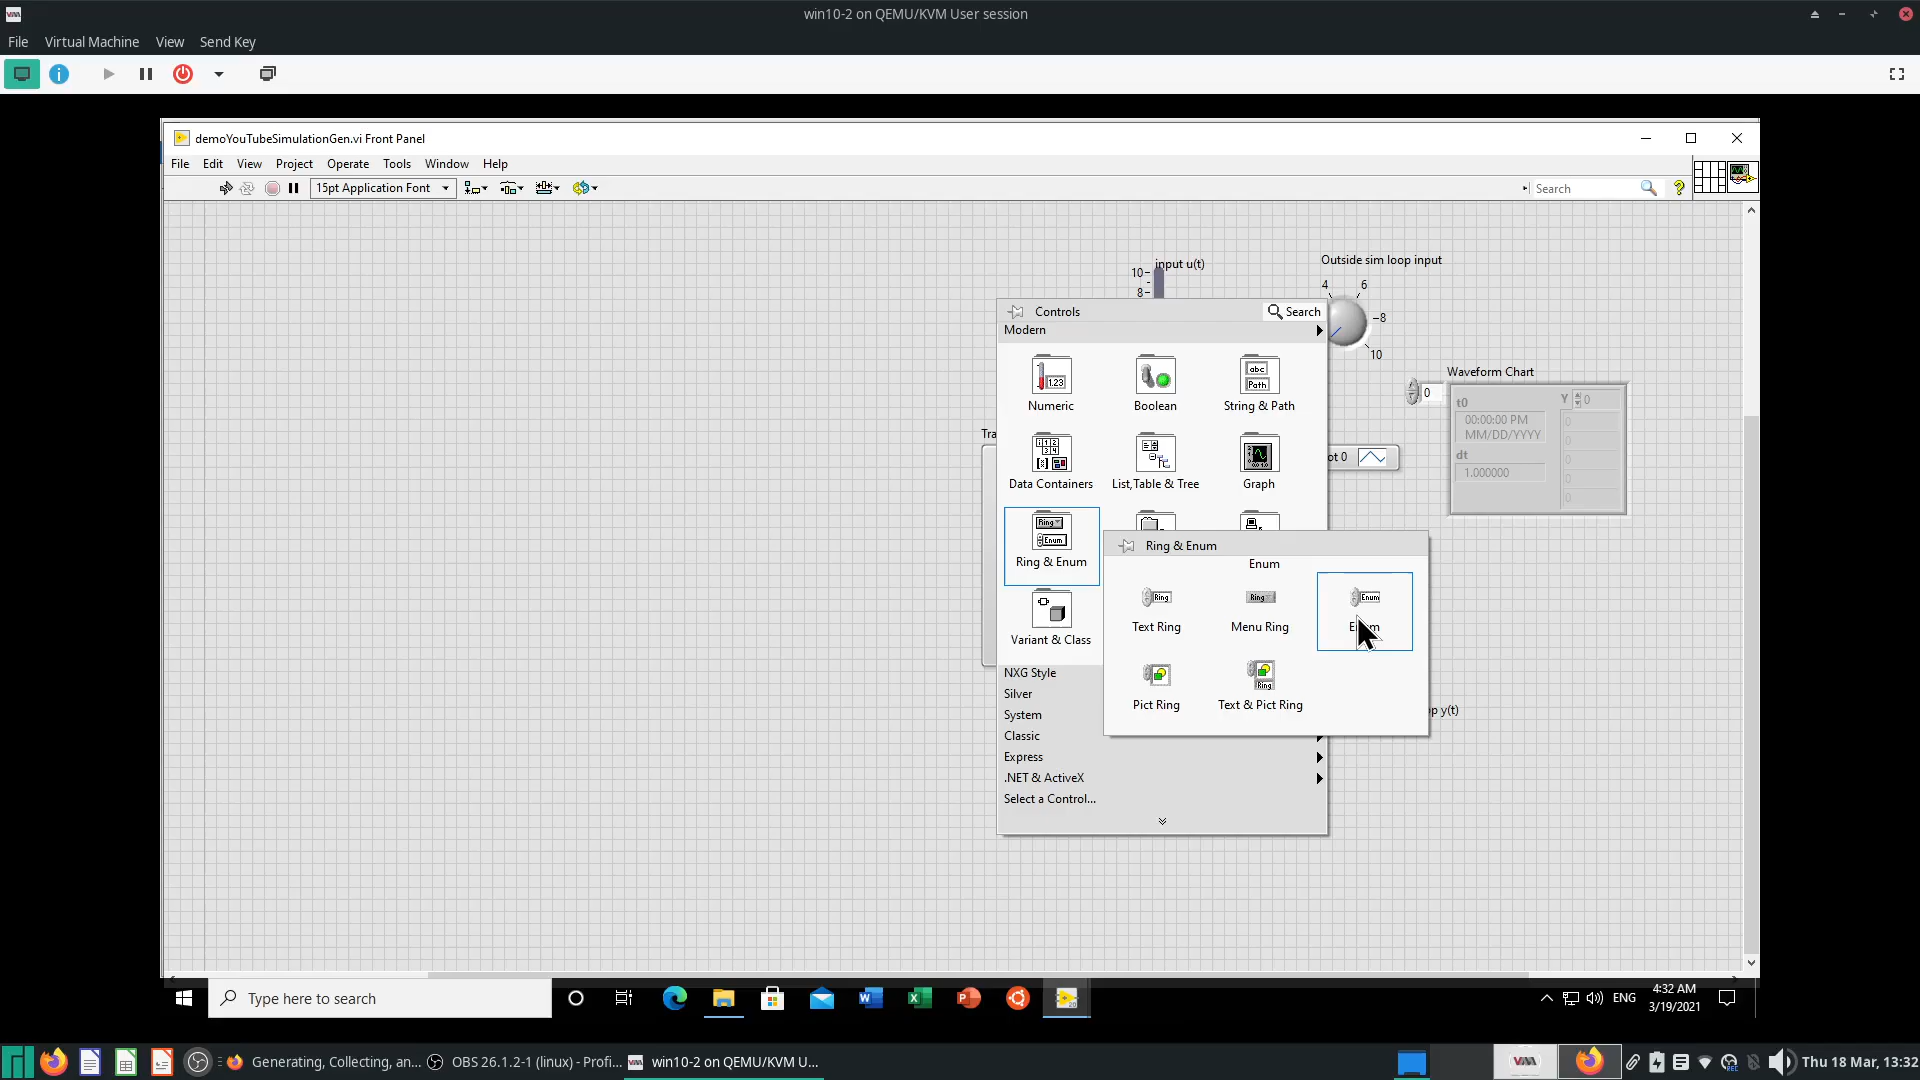 win10-2 on QEMU/KVM User session
File Virtual Machine View Send Key
demoYouTubeSimulationGen.vi Front Panel
File Edit View Project Operate Tools Window Help
15pt Application Font
Search
input u(t)
10
8
Outside sim loop input
4 6
8
10
Controls
Search
Modern
Numeric
Boolean
String & Path
Data Containers
List, Table & Tree
Graph
Ring & Enum
Variant & Class
NXG Style
Silver
System
Classic
Express
.NET & ActiveX
Select a Control...
Ring & Enum
Enum
Text Ring
Menu Ring
Pict Ring
Text & Pict Ring
Tra
ot 0
Waveform Chart
0
t0
00:00:00 PM
MM/DD/YYYY
dt
1.000000
Y 0
0
0
0
0
0
p y(t)
Type here to search
ENG
4:32 AM
3/19/2021
Generating, Collecting, an...
OBS 26.1.2-1 (linux) - Profi...
win10-2 on QEMU/KVM U...
Thu 18 Mar, 13:32